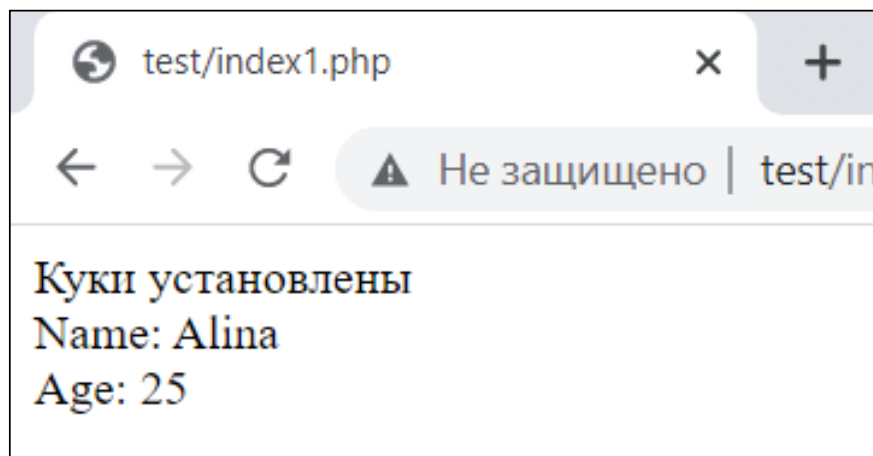 test/index1.php
Не защищено | test/in
Куки установлены
Name: Alina
Age: 25